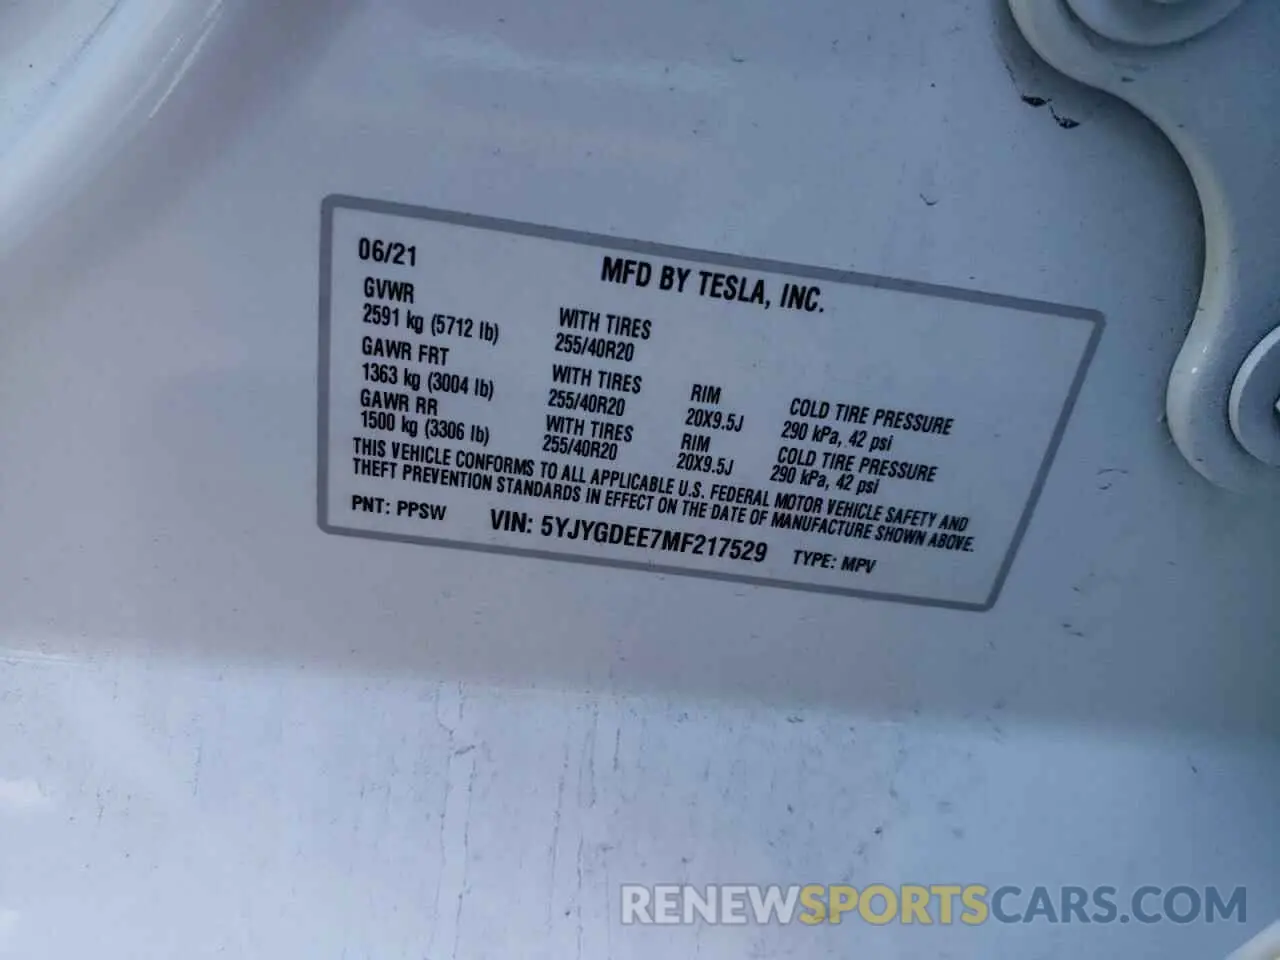 06/21 MFD BY TESLA, INC.
GVWR
2591 kg (5712 lb) WITH TIRES 255/40R20
GAWR FRT
1363 kg (3004 lb) WITH TIRES 255/40R20 RIM 20X9.5J COLD TIRE PRESSURE 290 kPa, 42 psi
GAWR RR
1500 kg (3306 lb) WITH TIRES 255/40R20 RIM 20X9.5J COLD TIRE PRESSURE 290 kPa, 42 psi
THIS VEHICLE CONFORMS TO ALL APPLICABLE U.S. FEDERAL MOTOR VEHICLE SAFETY AND
THEFT PREVENTION STANDARDS IN EFFECT ON THE DATE OF MANUFACTURE SHOWN ABOVE.
PNT: PPSW VIN: 5YJYGDEE7MF217529 TYPE: MPV
RENEWSPORTSCARS.COM